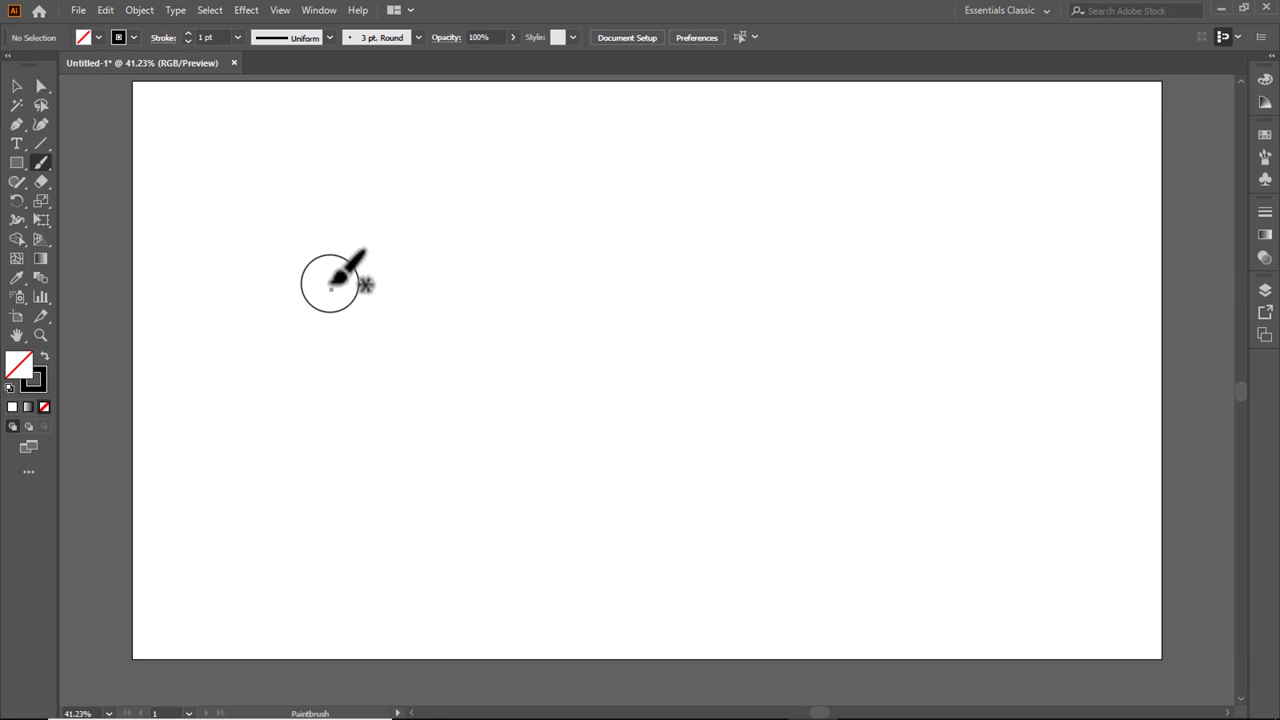 Ai File Edit Object Type Select Effect View Window Help Essentials Classic Search Adobe Stock
No Selection Stroke: 1 pt Uniform 3 pt. Round Opacity: 100% Style: Document Setup Preferences
Untitled-1* @ 41.23% (RGB/Preview)
41.23% 1 Paintbrush